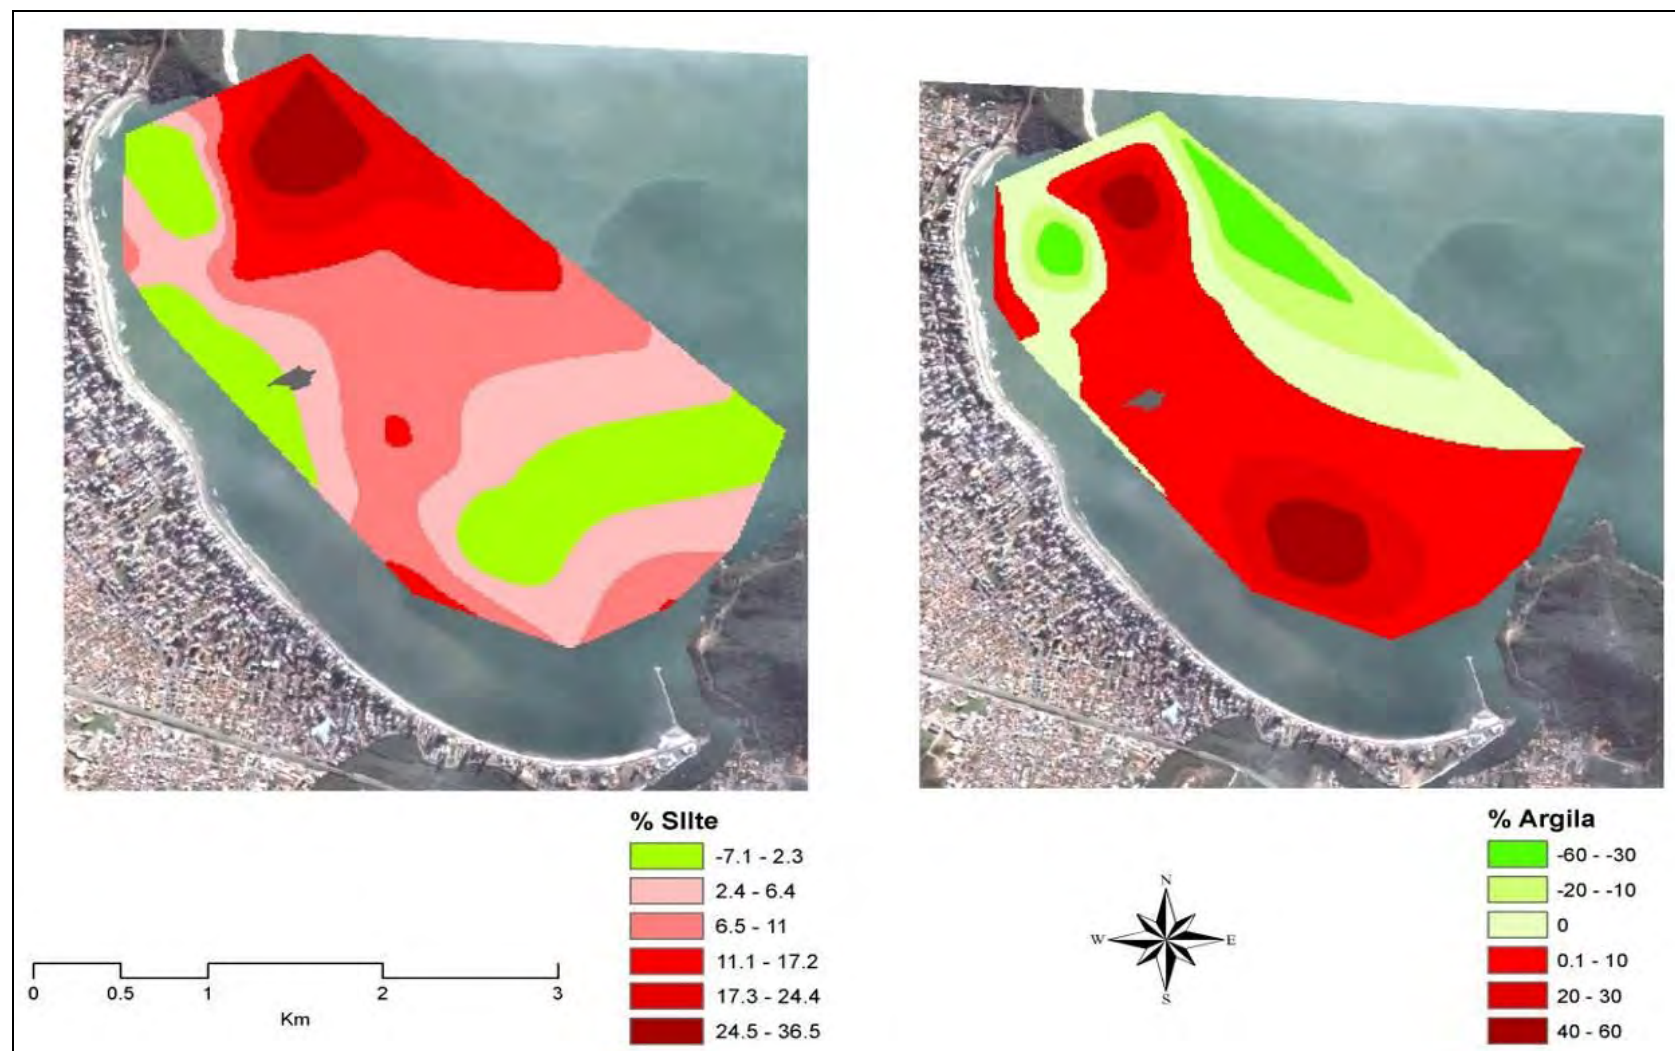 % SIlte
-7.1 - 2.3
2.4 - 6.4
6.5 - 11
11.1 - 17.2
17.3 - 24.4
24.5 - 36.5
0 0.5 1 2 3
Km
N
W E
S
% Argila
-60 - -30
-20 - -10
0
0.1 - 10
20 - 30
40 - 60